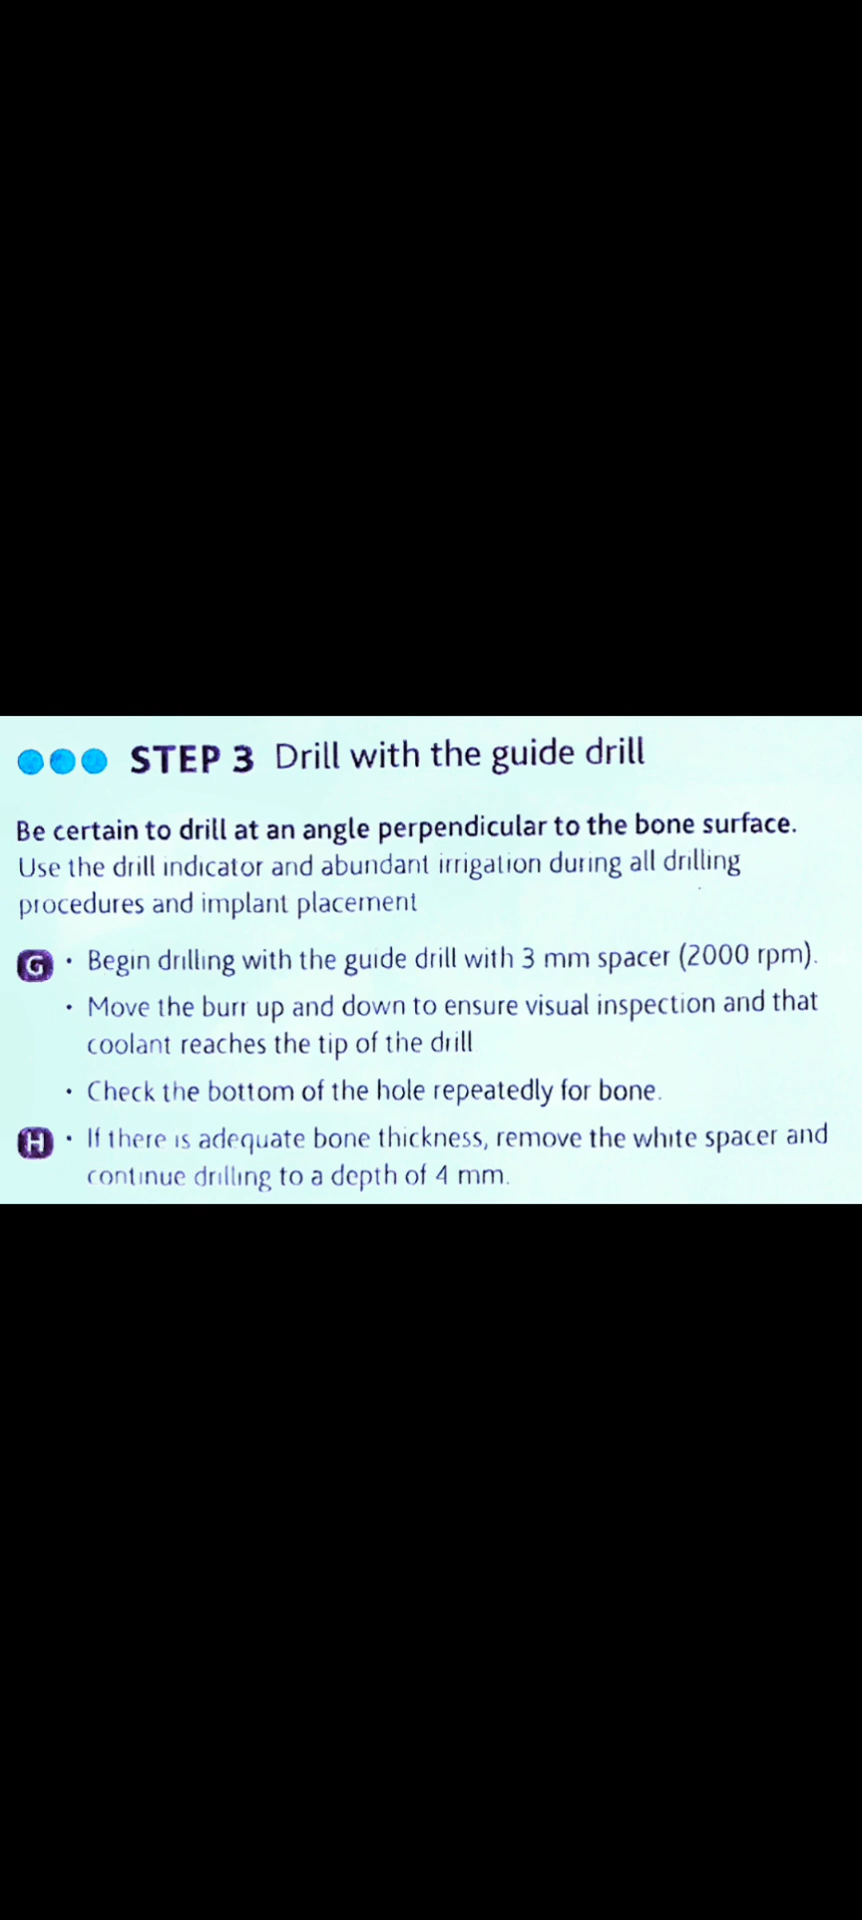 STEP 3 Drill with the guide drill
Be certain to drill at an angle perpendicular to the bone surface.
Use the drill indicator and abundant irrigation during all drilling
procedures and implant placement
G • Begin drilling with the guide drill with 3 mm spacer (2000 rpm).
• Move the burr up and down to ensure visual inspection and that
coolant reaches the tip of the drill
• Check the bottom of the hole repeatedly for bone.
H • If there is adequate bone thickness, remove the white spacer and
continue drilling to a depth of 4 mm.